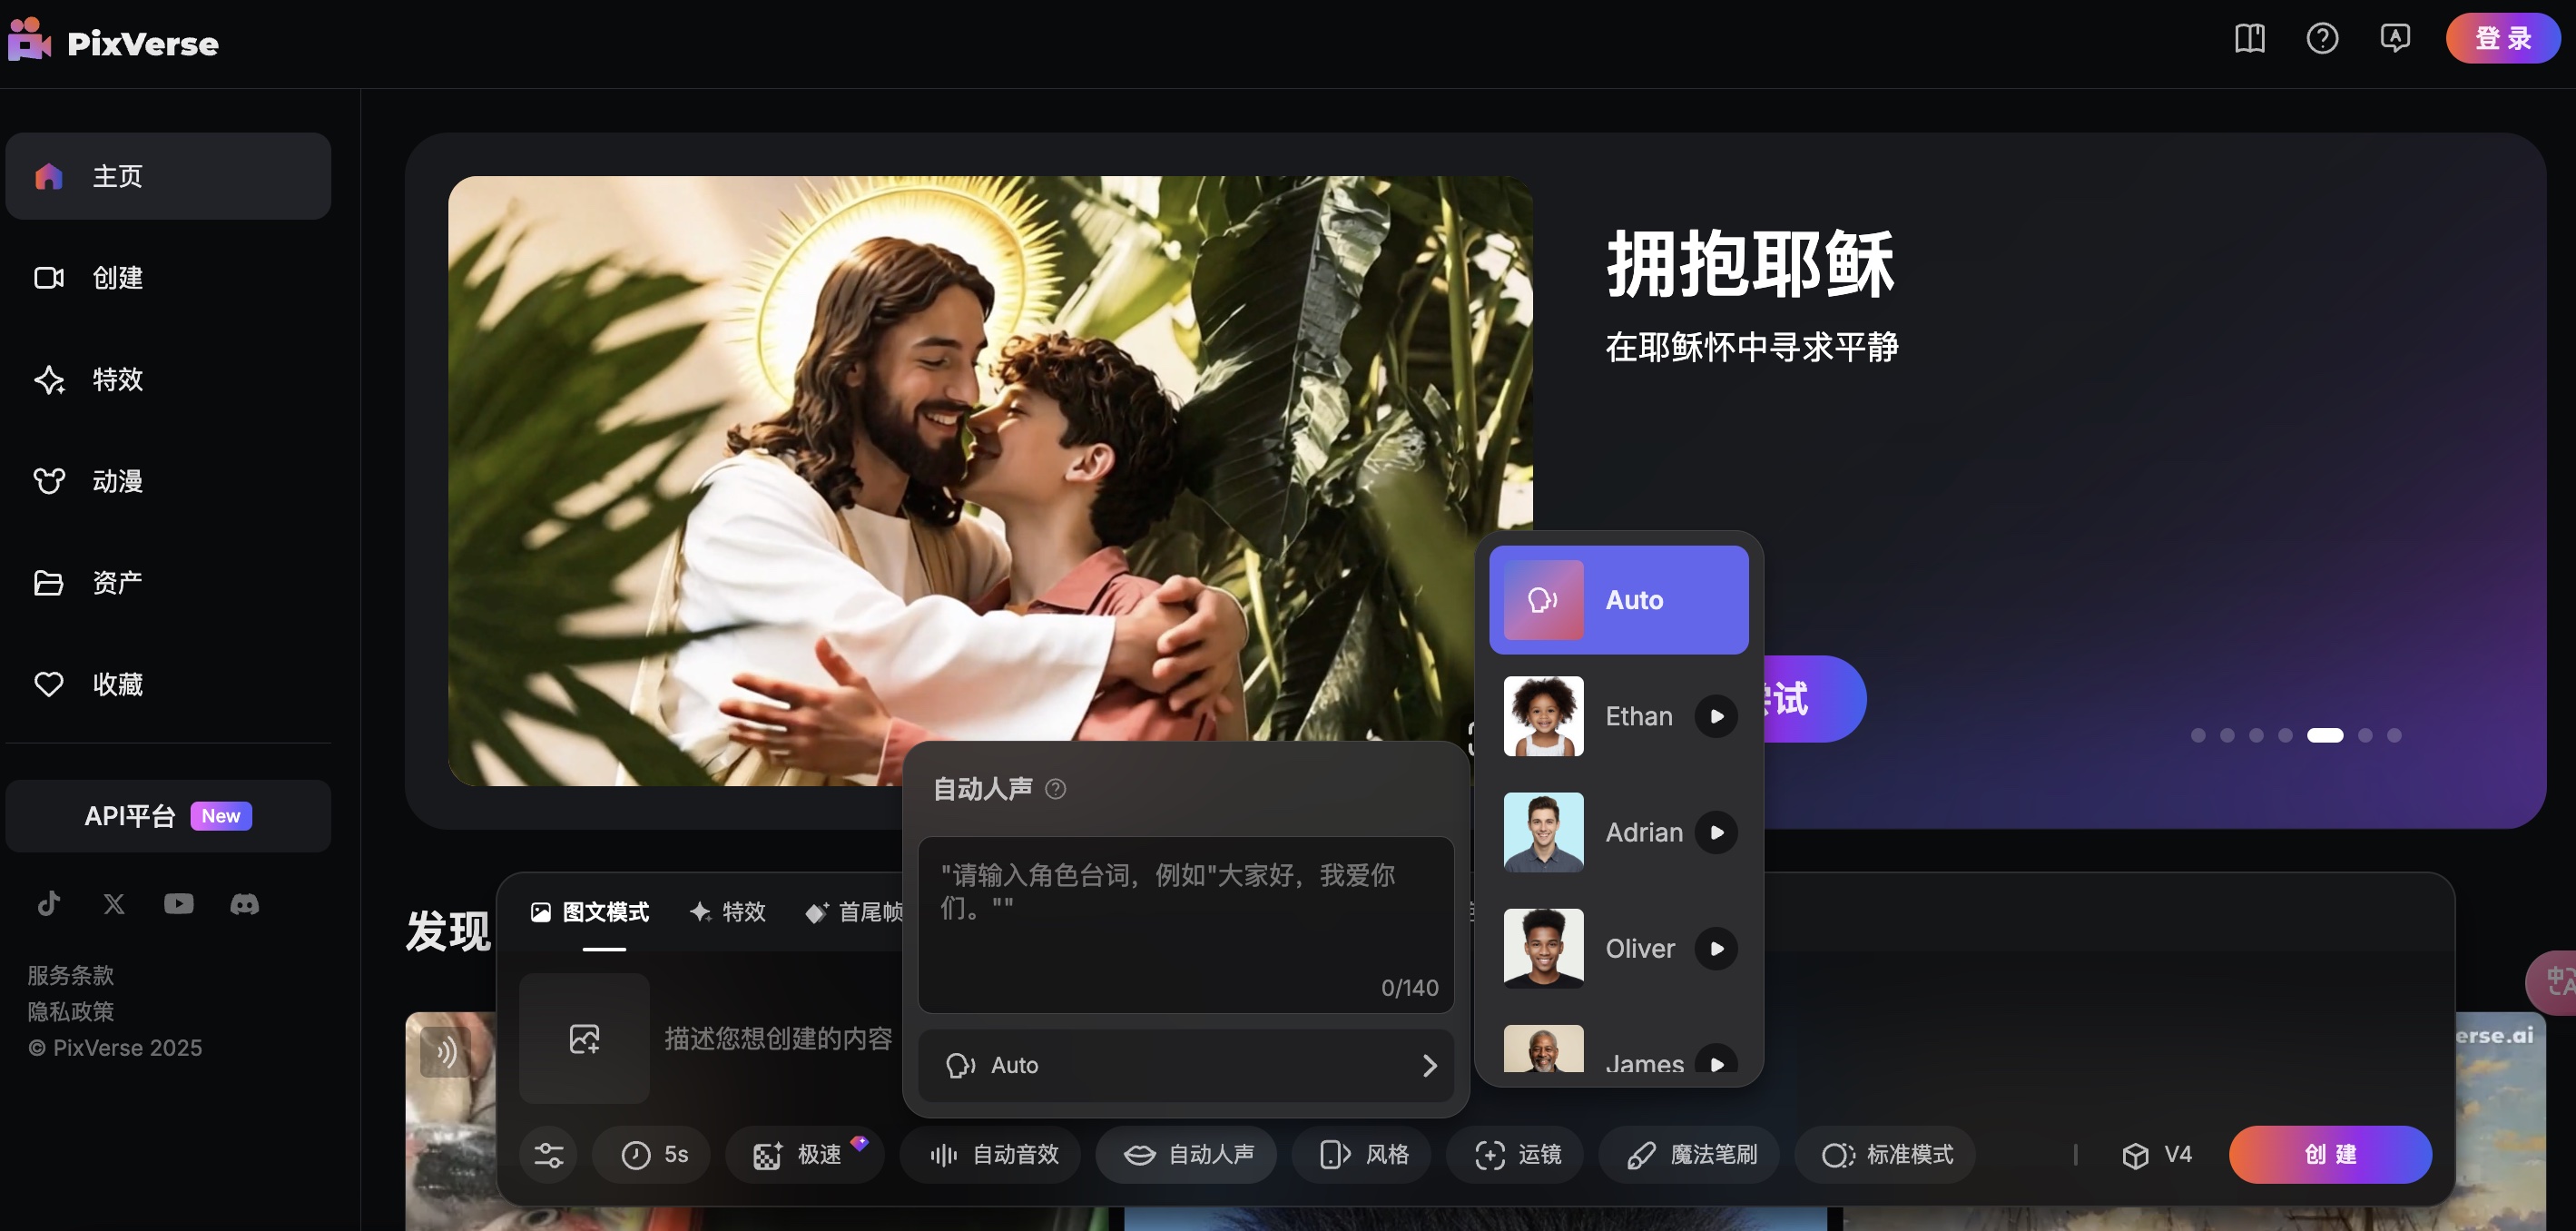 PixVerse
登 录
主页
创建
特效
动漫
资产
收藏
API平台 New
服务条款
隐私政策
© PixVerse 2025
拥抱耶稣
在耶稣怀中寻求平静
试
Auto
Ethan
Adrian
Oliver
James
自动人声
"请输入角色台词，例如"大家好，我爱你
们。""
0/140
Auto
发现
图文模式 特效 首尾帧
描述您想创建的内容
erse.ai
5s 极速 自动音效 自动人声 风格 运镜 魔法笔刷 标准模式 V4 创 建